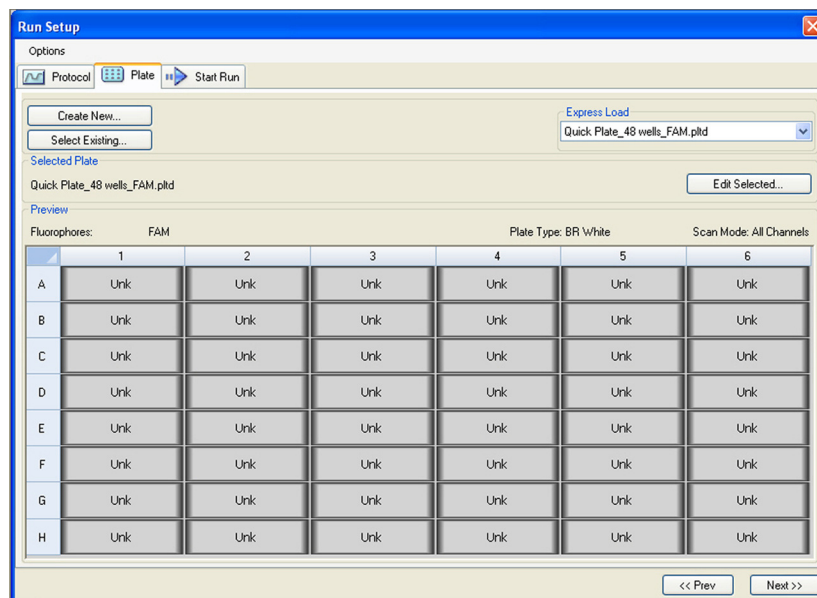 Run Setup
Options
Protocol Plate Start Run
Create New...
Express Load
Quick Plate_48 wells_FAM.pltd
Select Existing...
Selected Plate
Quick Plate_48 wells_FAM.pltd Edit Selected...
Preview
Fluorophores: FAM Plate Type: BR White Scan Mode: All Channels
1 2 3 4 5 6
A Unk Unk Unk Unk Unk Unk
B Unk Unk Unk Unk Unk Unk
C Unk Unk Unk Unk Unk Unk
D Unk Unk Unk Unk Unk Unk
E Unk Unk Unk Unk Unk Unk
F Unk Unk Unk Unk Unk Unk
G Unk Unk Unk Unk Unk Unk
H Unk Unk Unk Unk Unk Unk
<< Prev Next >>